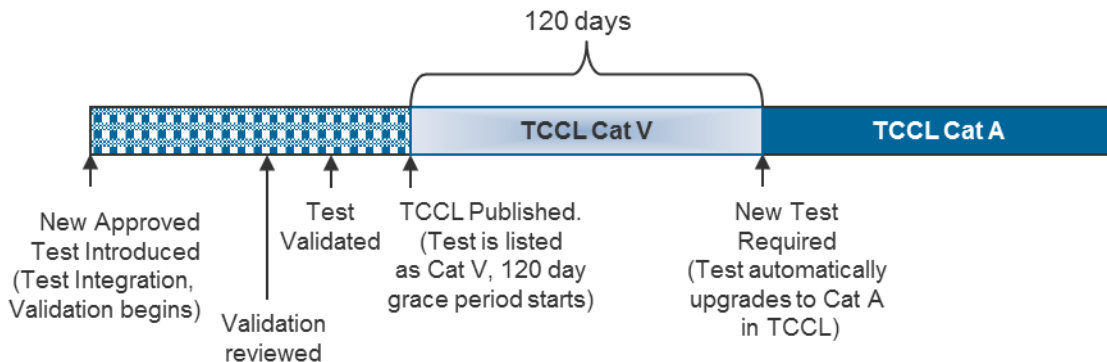 120 days
TCCL Cat V
TCCL Cat A
New Approved
Test Introduced
(Test Integration,
Validation begins)
Validation
reviewed
Test
Validated
TCCL Published.
(Test is listed
as Cat V, 120 day
grace period starts)
New Test
Required
(Test automatically
upgrades to Cat A
in TCCL)